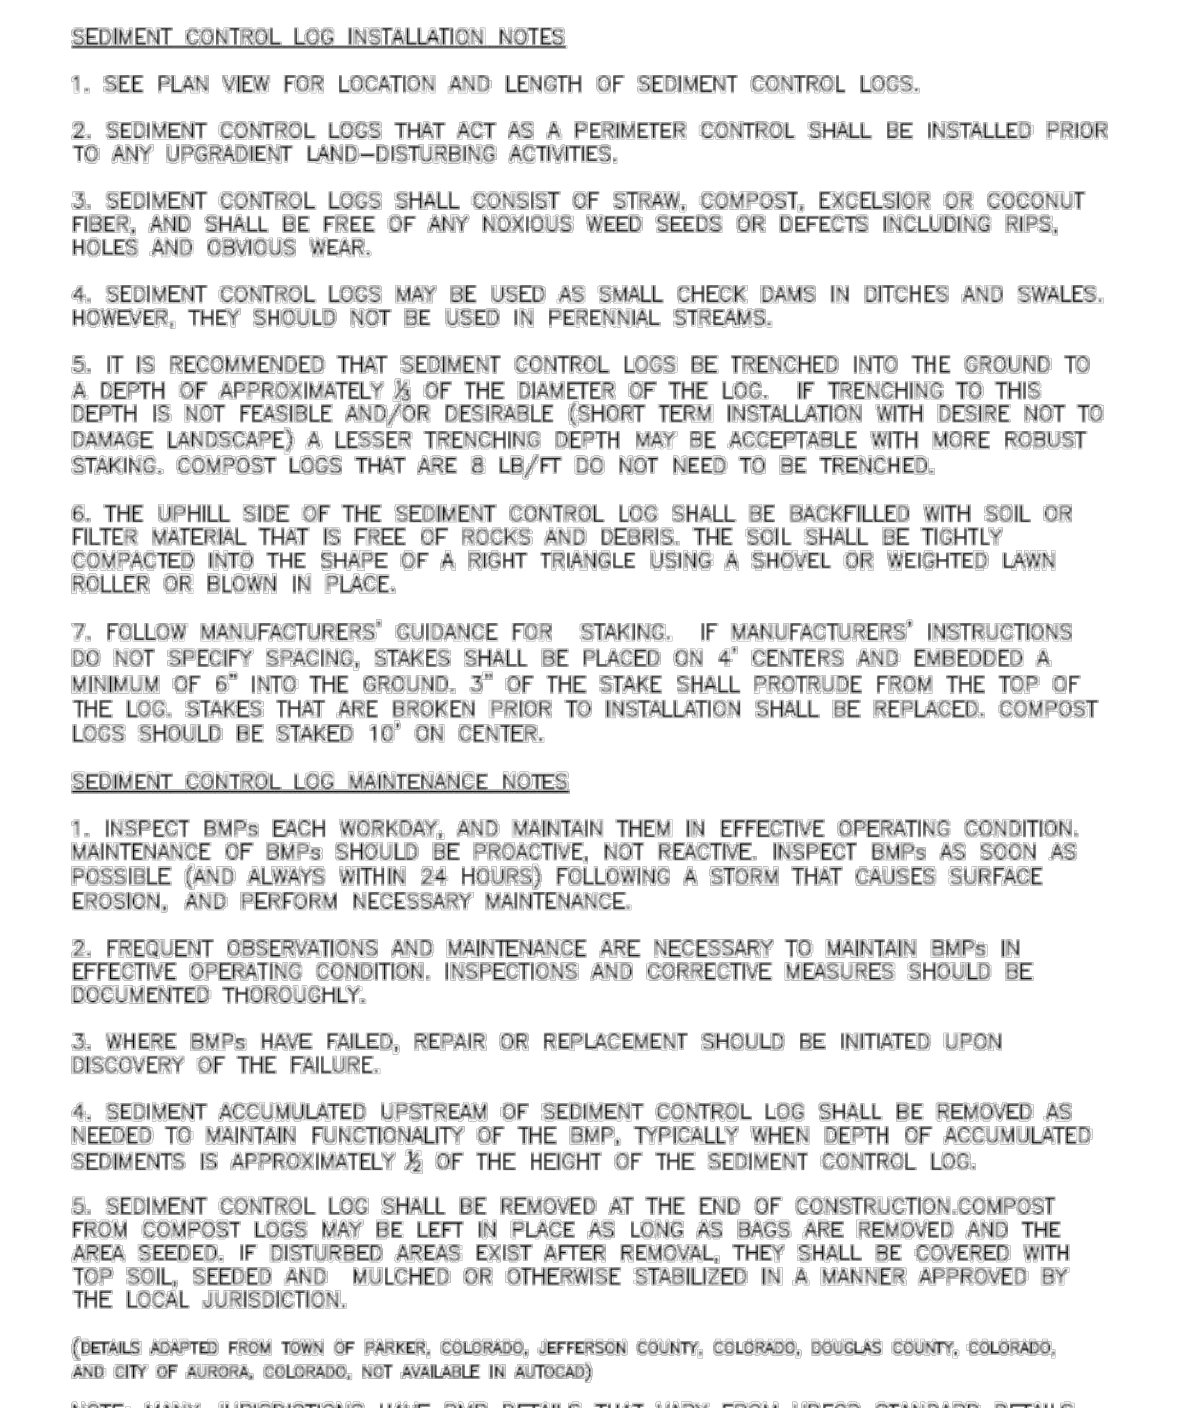 SEDIMENT CONTROL LOG INSTALLATION NOTES
1. SEE PLAN VIEW FOR LOCATION AND LENGTH OF SEDIMENT CONTROL LOGS.
2. SEDIMENT CONTROL LOGS THAT ACT AS A PERIMETER CONTROL SHALL BE INSTALLED PRIOR
TO ANY UPGRADIENT LAND–DISTURBING ACTIVITIES.
3. SEDIMENT CONTROL LOGS SHALL CONSIST OF STRAW, COMPOST, EXCELSIOR OR COCONUT
FIBER, AND SHALL BE FREE OF ANY NOXIOUS WEED SEEDS OR DEFECTS INCLUDING RIPS,
HOLES AND OBVIOUS WEAR.
4. SEDIMENT CONTROL LOGS MAY BE USED AS SMALL CHECK DAMS IN DITCHES AND SWALES.
HOWEVER, THEY SHOULD NOT BE USED IN PERENNIAL STREAMS.
5. IT IS RECOMMENDED THAT SEDIMENT CONTROL LOGS BE TRENCHED INTO THE GROUND TO
A DEPTH OF APPROXIMATELY ⅓ OF THE DIAMETER OF THE LOG. IF TRENCHING TO THIS
DEPTH IS NOT FEASIBLE AND/OR DESIRABLE (SHORT TERM INSTALLATION WITH DESIRE NOT TO
DAMAGE LANDSCAPE) A LESSER TRENCHING DEPTH MAY BE ACCEPTABLE WITH MORE ROBUST
STAKING. COMPOST LOGS THAT ARE 8 LB/FT DO NOT NEED TO BE TRENCHED.
6. THE UPHILL SIDE OF THE SEDIMENT CONTROL LOG SHALL BE BACKFILLED WITH SOIL OR
FILTER MATERIAL THAT IS FREE OF ROCKS AND DEBRIS. THE SOIL SHALL BE TIGHTLY
COMPACTED INTO THE SHAPE OF A RIGHT TRIANGLE USING A SHOVEL OR WEIGHTED LAWN
ROLLER OR BLOWN IN PLACE.
7. FOLLOW MANUFACTURERS' GUIDANCE FOR STAKING. IF MANUFACTURERS' INSTRUCTIONS
DO NOT SPECIFY SPACING, STAKES SHALL BE PLACED ON 4' CENTERS AND EMBEDDED A
MINIMUM OF 6" INTO THE GROUND. 3" OF THE STAKE SHALL PROTRUDE FROM THE TOP OF
THE LOG. STAKES THAT ARE BROKEN PRIOR TO INSTALLATION SHALL BE REPLACED. COMPOST
LOGS SHOULD BE STAKED 10' ON CENTER.
SEDIMENT CONTROL LOG MAINTENANCE NOTES
1. INSPECT BMPs EACH WORKDAY, AND MAINTAIN THEM IN EFFECTIVE OPERATING CONDITION.
MAINTENANCE OF BMPs SHOULD BE PROACTIVE, NOT REACTIVE. INSPECT BMPs AS SOON AS
POSSIBLE (AND ALWAYS WITHIN 24 HOURS) FOLLOWING A STORM THAT CAUSES SURFACE
EROSION, AND PERFORM NECESSARY MAINTENANCE.
2. FREQUENT OBSERVATIONS AND MAINTENANCE ARE NECESSARY TO MAINTAIN BMPs IN
EFFECTIVE OPERATING CONDITION. INSPECTIONS AND CORRECTIVE MEASURES SHOULD BE
DOCUMENTED THOROUGHLY.
3. WHERE BMPs HAVE FAILED, REPAIR OR REPLACEMENT SHOULD BE INITIATED UPON
DISCOVERY OF THE FAILURE.
4. SEDIMENT ACCUMULATED UPSTREAM OF SEDIMENT CONTROL LOG SHALL BE REMOVED AS
NEEDED TO MAINTAIN FUNCTIONALITY OF THE BMP, TYPICALLY WHEN DEPTH OF ACCUMULATED
SEDIMENTS IS APPROXIMATELY ½ OF THE HEIGHT OF THE SEDIMENT CONTROL LOG.
5. SEDIMENT CONTROL LOG SHALL BE REMOVED AT THE END OF CONSTRUCTION.COMPOST
FROM COMPOST LOGS MAY BE LEFT IN PLACE AS LONG AS BAGS ARE REMOVED AND THE
AREA SEEDED. IF DISTURBED AREAS EXIST AFTER REMOVAL, THEY SHALL BE COVERED WITH
TOP SOIL, SEEDED AND MULCHED OR OTHERWISE STABILIZED IN A MANNER APPROVED BY
THE LOCAL JURISDICTION.
(DETAILS ADAPTED FROM TOWN OF PARKER, COLORADO, JEFFERSON COUNTY, COLORADO, DOUGLAS COUNTY, COLORADO,
AND CITY OF AURORA, COLORADO, NOT AVAILABLE IN AUTOCAD)